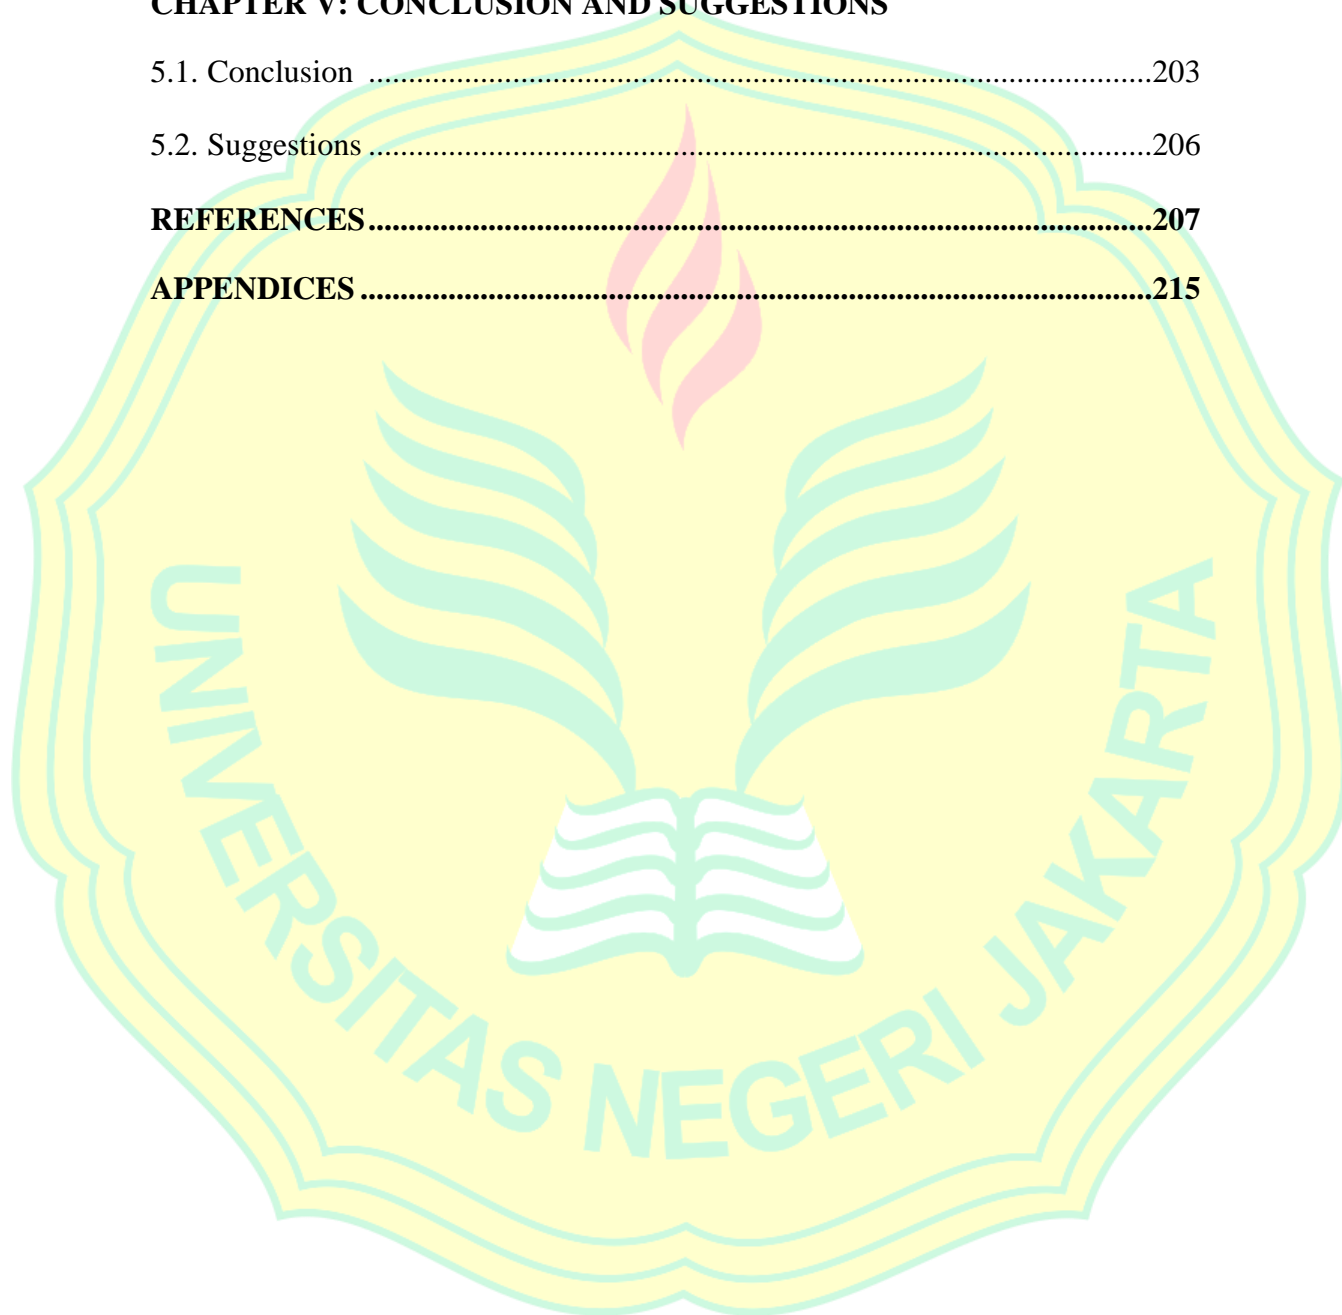 CHAPTER V: CONCLUSION AND SUGGESTIONS
5.1. Conclusion ....................................................................................................203
5.2. Suggestions ....................................................................................................206
REFERENCES....................................................................................................207
APPENDICES ....................................................................................................215
UNIVERSITAS NEGERI JAKARTA